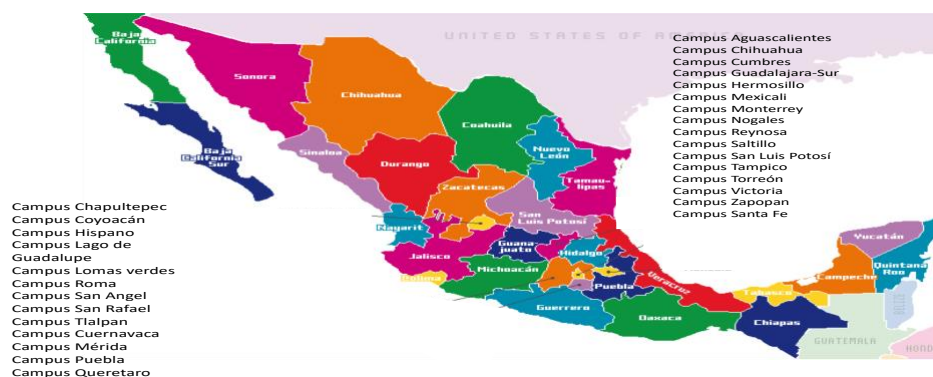 UNITED STATES OF AMERICA
Campus Aguascalientes
Campus Chihuahua
Campus Cumbres
Campus Guadalajara-Sur
Campus Hermosillo
Campus Mexicali
Campus Monterrey
Campus Nogales
Campus Reynosa
Campus Saltillo
Campus San Luis Potosí
Campus Tampico
Campus Torreón
Campus Victoria
Campus Zapopan
Campus Santa Fe
Baja
California
Sonora
Chihuahua
Coahuila
Baja
California
Sur
Sinaloa
Durango
Nuevo
León
Tamau-
lipas
Zacatecas
San
Luis Potosí
Nayarit
Jalisco
Guana-
juato
Hidalgo
Colima
Michoacán
Veracruz
Puebla
Guerrero
Oaxaca
Tabasco
Chiapas
Campeche
Yucatán
Quintana
Roo
GUATEMALA
HOND
Campus Chapultepec
Campus Coyoacán
Campus Hispano
Campus Lago de
Guadalupe
Campus Lomas verdes
Campus Roma
Campus San Angel
Campus San Rafael
Campus Tlalpan
Campus Cuernavaca
Campus Mérida
Campus Puebla
Campus Queretaro